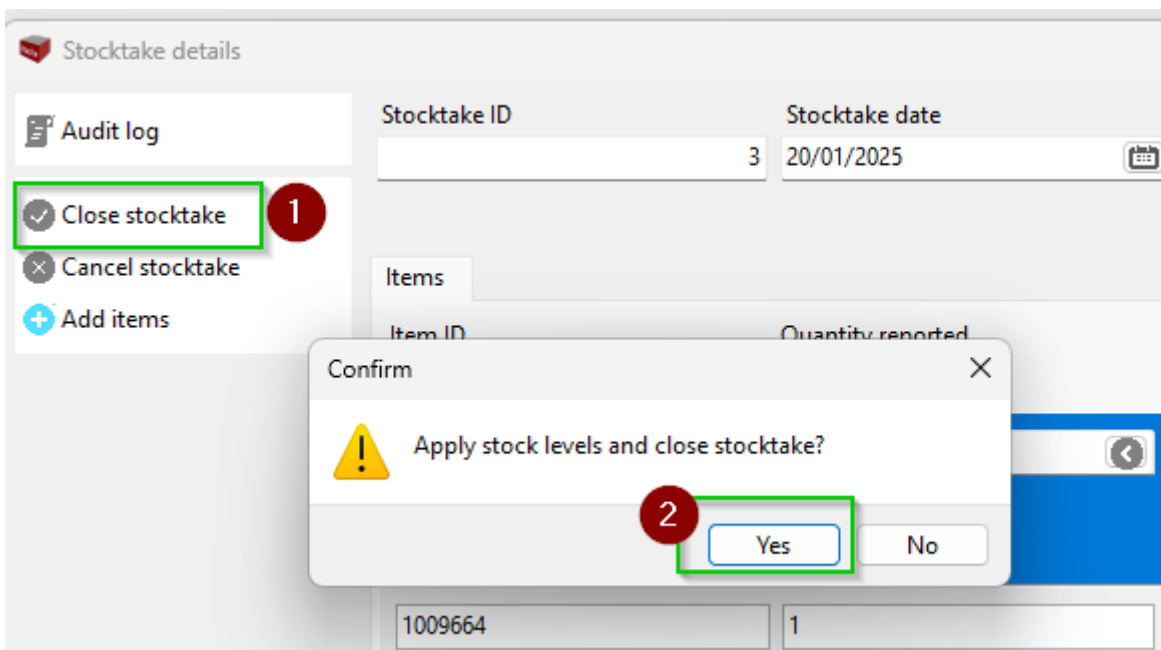 Stocktake details
Audit log
Stocktake ID
Stocktake date
3
20/01/2025
Close stocktake
1
Cancel stocktake
Add items
Items
Item ID
Quantity reported
Confirm
Apply stock levels and close stocktake?
2
Yes
No
1009664
1